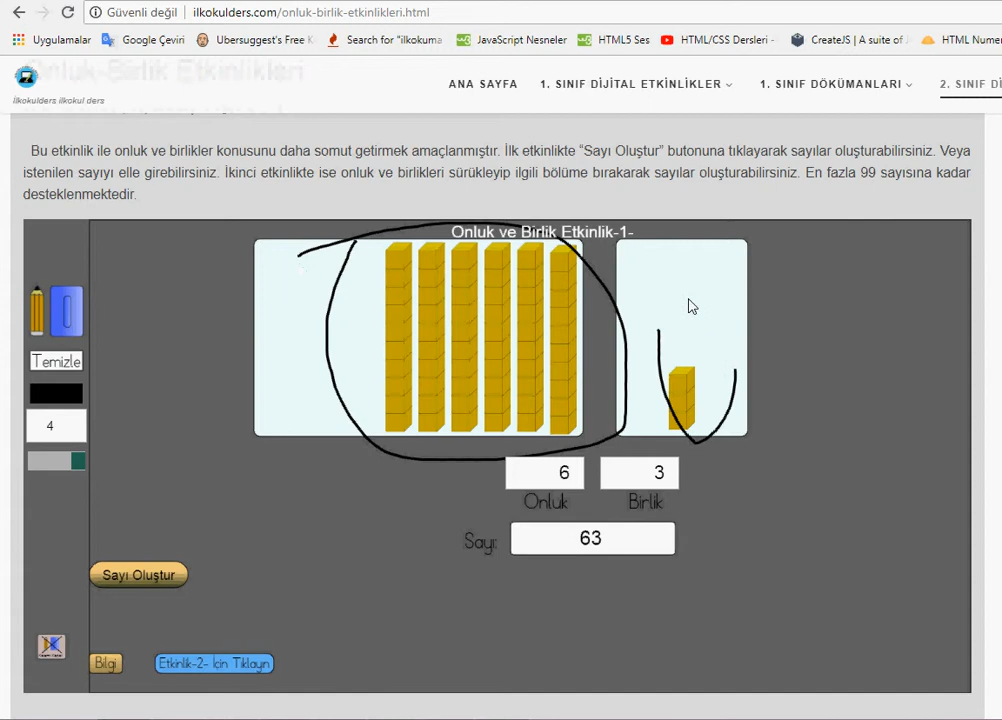 Güvenli değil
ilkokulders.com/onluk-birlik-etkinlikleri.html
Uygulamalar
Google Çeviri
Ubersuggest's Free K
Search for "ilkokuma
JavaScript Nesneler
HTML5 Ses
HTML/CSS Dersleri -
CreateJS | A suite of J
HTML Numer
Onluk-Birlik Etkinlikleri
ilkokulders ilkokul ders
ANA SAYFA
1. SINIF DİJİTAL ETKİNLİKLER
1. SINIF DÖKÜMANLARI
2. SINIF Dİ
Bu etkinlik ile onluk ve birlikler konusunu daha somut getirmek amaçlanmıştır. İlk etkinlikte “Sayı Oluştur” butonuna tıklayarak sayılar oluşturabilirsiniz. Veya
istenilen sayıyı elle girebilirsiniz. İkinci etkinlikte ise onluk ve birlikleri sürükleyip ilgili bölüme bırakarak sayılar oluşturabilirsiniz. En fazla 99 sayısına kadar
desteklenmektedir.
Onluk ve Birlik Etkinlik-1-
Temizle
4
6
3
Onluk
Birlik
Sayı:
63
Sayı Oluştur
Bilgi
Etkinlik-2- İçin Tıklayın